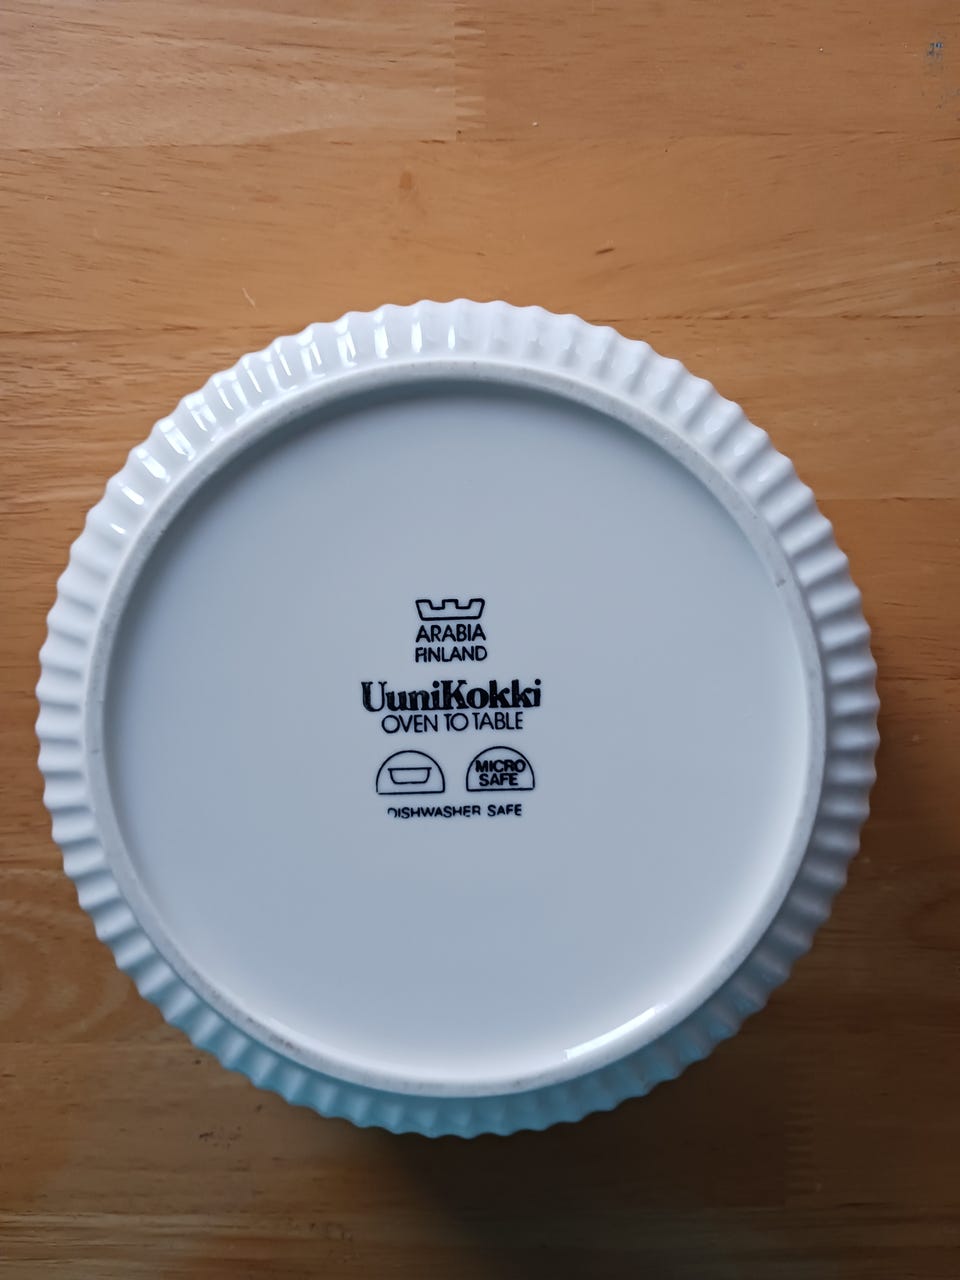 ARABIA
FINLAND
UuniKokki
OVEN TO TABLE
MICRO
SAFE
DISHWASHER SAFE